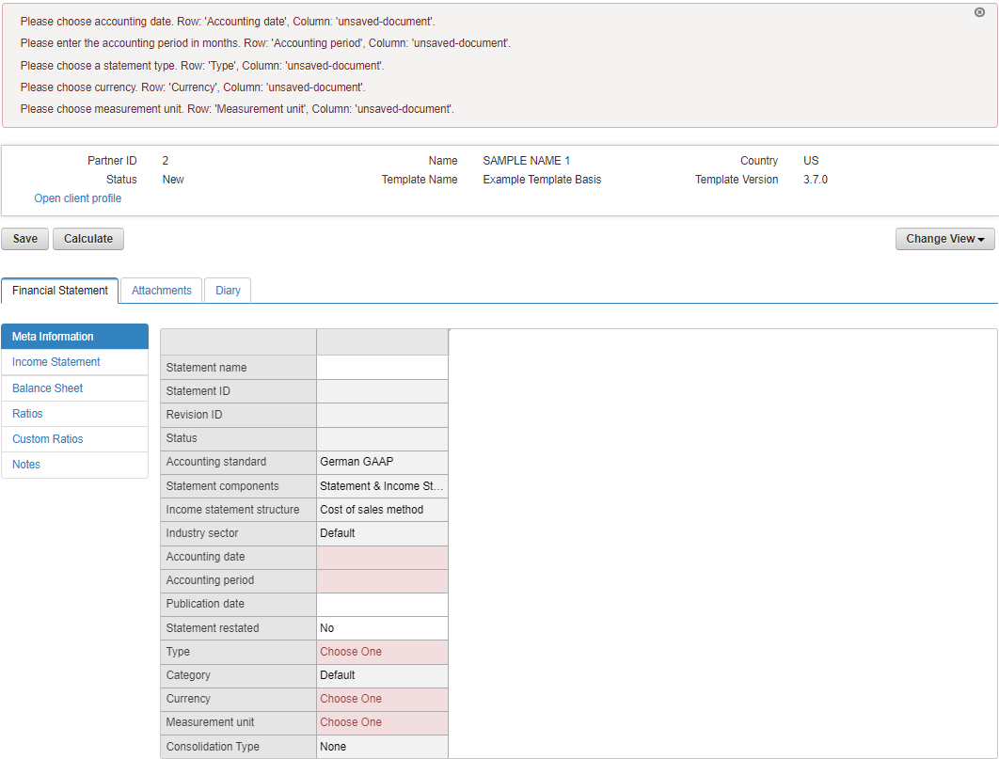 Please choose accounting date. Row: 'Accounting date', Column: 'unsaved-document'.
Please enter the accounting period in months. Row: 'Accounting period', Column: 'unsaved-document'.
Please choose a statement type. Row: 'Type', Column: 'unsaved-document'.
Please choose currency. Row: 'Currency', Column: 'unsaved-document'.
Please choose measurement unit. Row: 'Measurement unit', Column: 'unsaved-document'.
Partner ID 2 Name SAMPLE NAME 1 Country US
Status New Template Name Example Template Basis Template Version 3.7.0
Open client profile
Save Calculate Change View
Financial Statement Attachments Diary
Meta Information
Income Statement
Balance Sheet
Ratios
Custom Ratios
Notes
Statement name
Statement ID
Revision ID
Status
Accounting standard German GAAP
Statement components Statement & Income St...
Income statement structure Cost of sales method
Industry sector Default
Accounting date
Accounting period
Publication date
Statement restated No
Type Choose One
Category Default
Currency Choose One
Measurement unit Choose One
Consolidation Type None